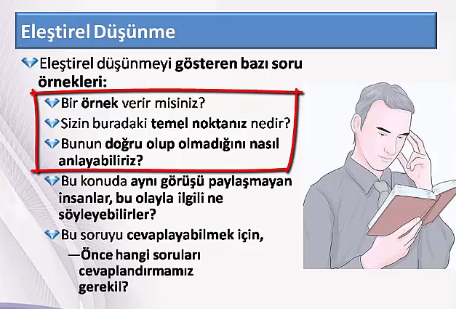 Eleştirel Düşünme
Eleştirel düşünmeyi gösteren bazı soru
örnekleri:
Bir örnek verir misiniz?
Sizin buradaki temel noktanız nedir?
Bunun doğru olup olmadığını nasıl
anlayabiliriz?
Bu konuda aynı görüşü paylaşmayan
insanlar, bu olayla ilgili ne
söyleyebilirler?
Bu soruyu cevaplayabilmek için,
—Önce hangi soruları
cevaplandırmamız
gerekil?